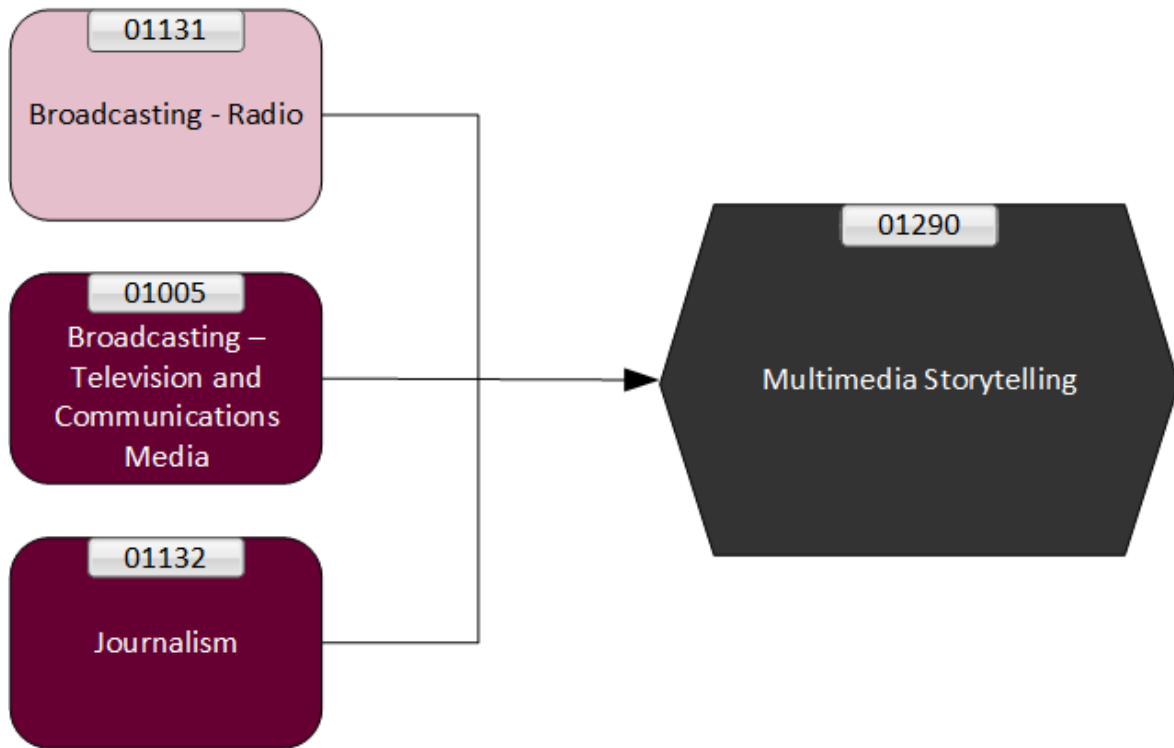 01131
Broadcasting - Radio
01005
Broadcasting –
Television and
Communications
Media
01132
Journalism
01290
Multimedia Storytelling